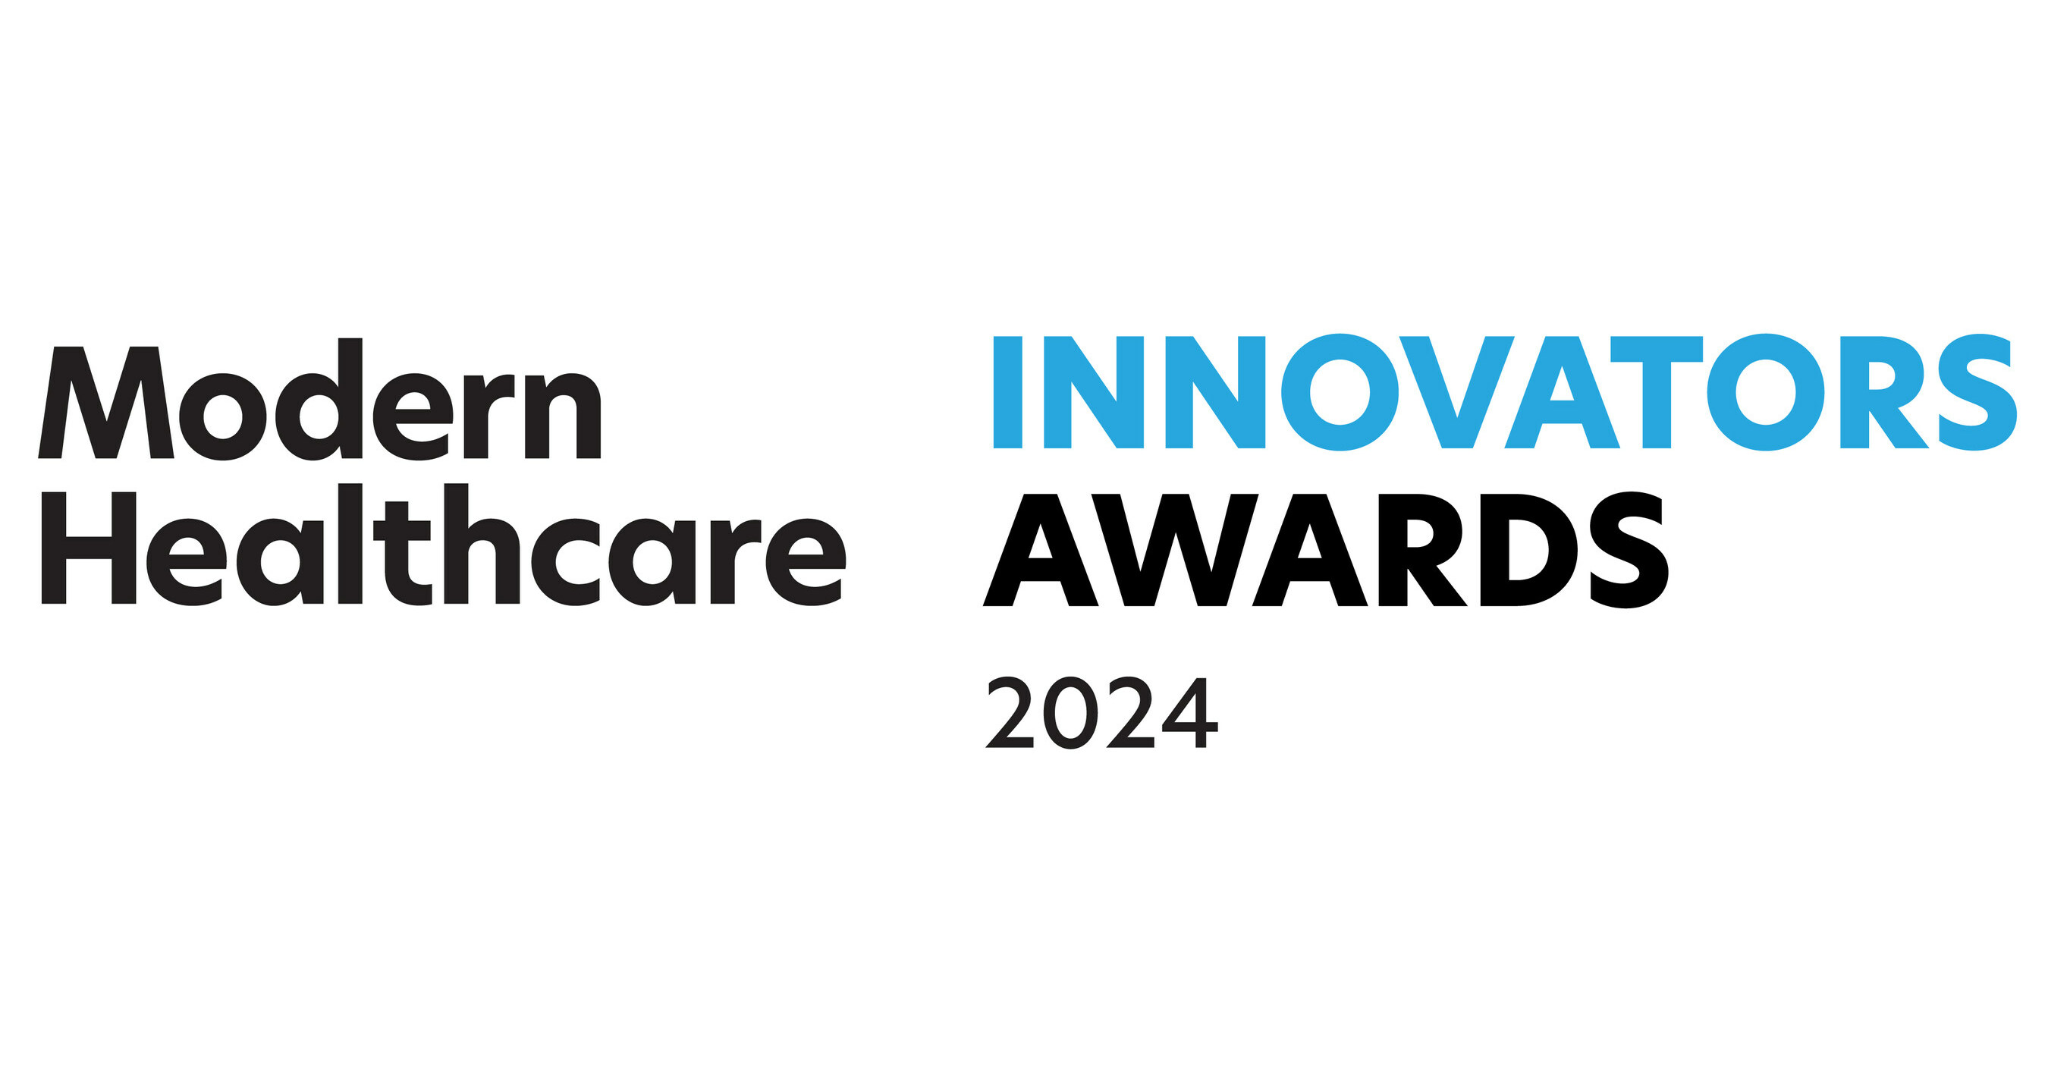 Modern
Healthcare
INNOVATORS
AWARDS
2024